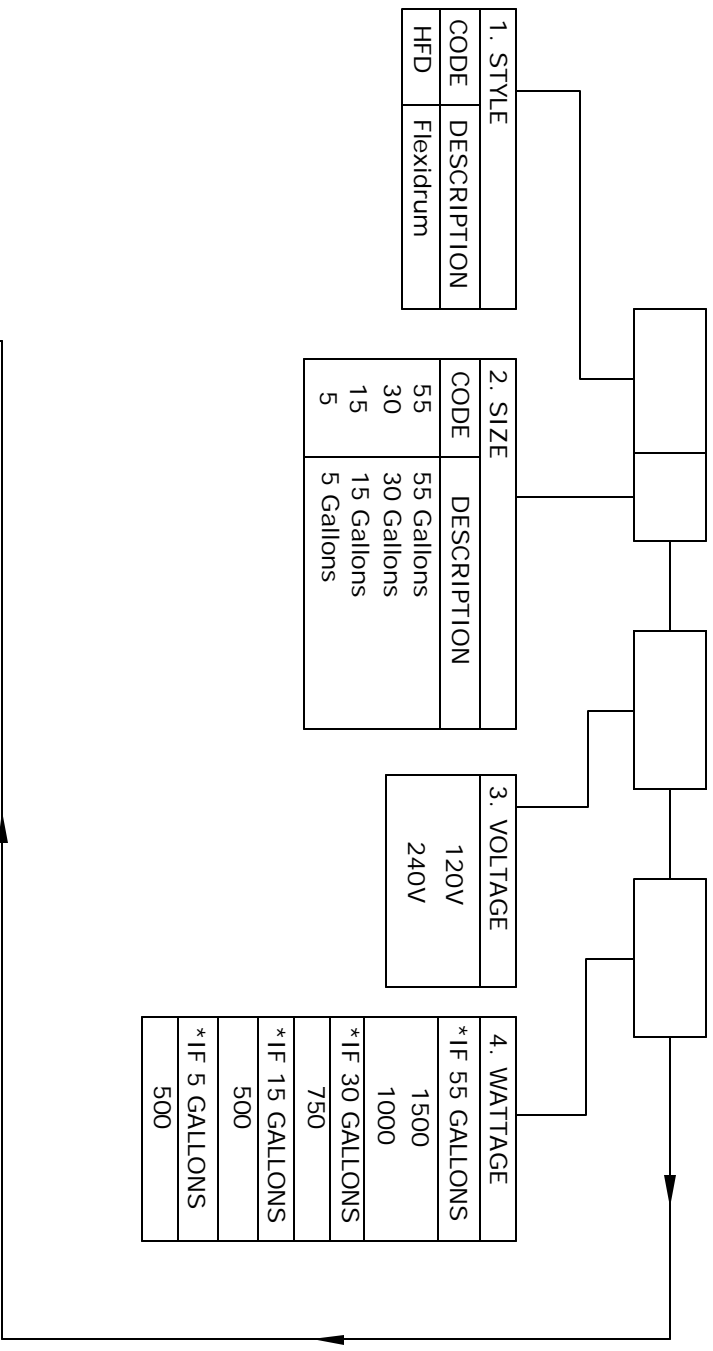 1. STYLE
CODE DESCRIPTION
HFD Flexidrum
2. SIZE
CODE DESCRIPTION
55 55 Gallons
30 30 Gallons
15 15 Gallons
5 5 Gallons
3. VOLTAGE
120V
240V
4. WATTAGE
*IF 55 GALLONS
1500
1000
*IF 30 GALLONS
750
*IF 15 GALLONS
500
*IF 5 GALLONS
500